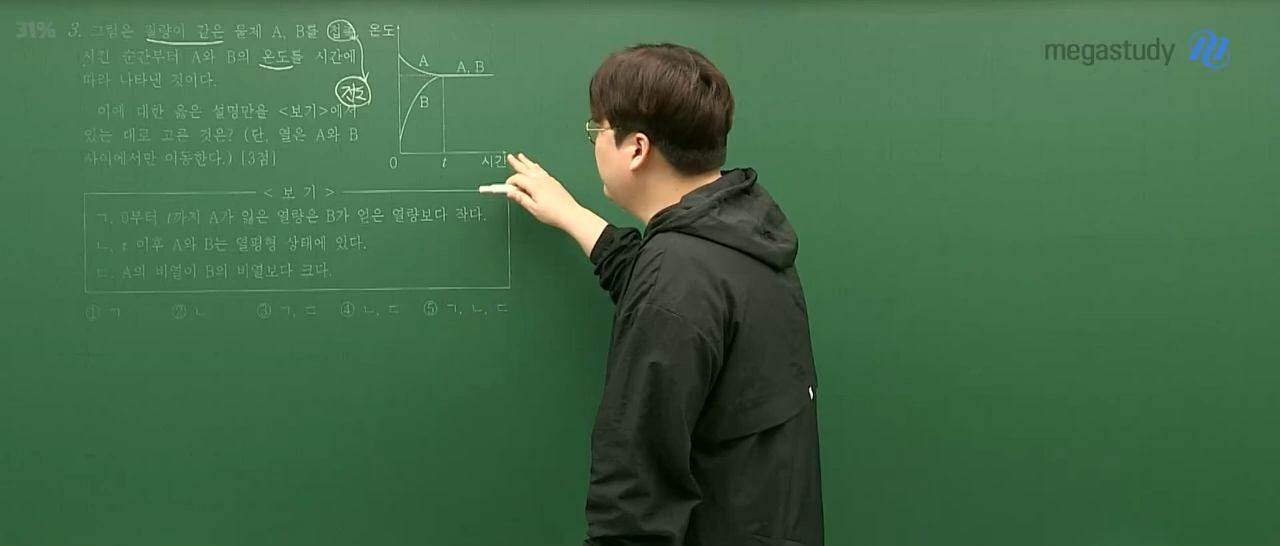 31%
3. 그림은 질량이 같은 물체 A, B를 접촉
시킨 순간부터 A와 B의 온도를 시간에
따라 나타낸 것이다.
전도
이에 대한 옳은 설명만을 <보기>에서
있는 대로 고른 것은? (단, 열은 A와 B
사이에서만 이동한다.) [3점]
온도
A
A, B
B
0
t
시간
<보 기>
ㄱ. 0부터 t까지 A가 잃은 열량은 B가 얻은 열량보다 작다.
ㄴ. t 이후 A와 B는 열평형 상태에 있다.
ㄷ. A의 비열이 B의 비열보다 크다.
① ㄱ ② ㄴ ③ ㄱ, ㄷ ④ ㄴ, ㄷ ⑤ ㄱ, ㄴ, ㄷ
megastudy